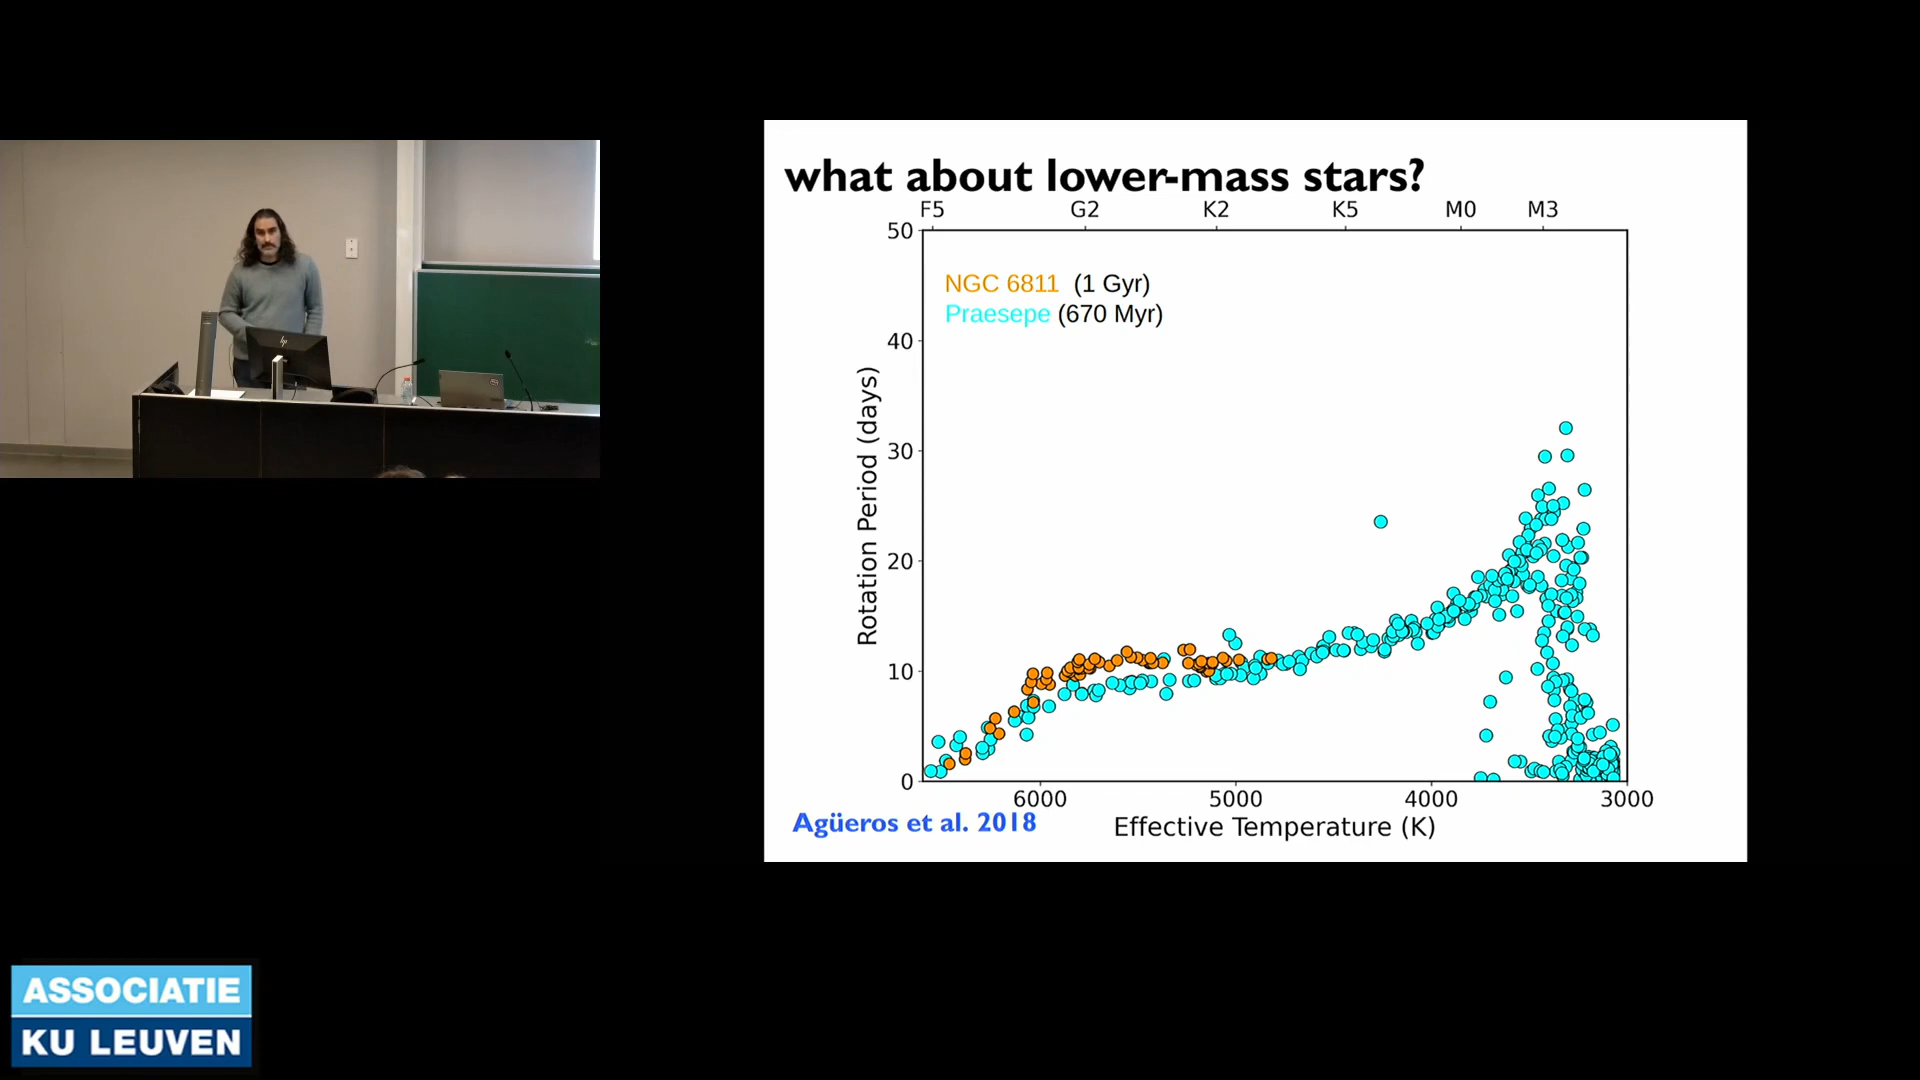 what about lower-mass stars?
F5 G2 K2 K5 M0 M3
50
40
30
20
10
0
Rotation Period (days)
NGC 6811 (1 Gyr)
Praesepe (670 Myr)
6000 5000 4000 3000
Effective Temperature (K)
Agüeros et al. 2018
hp
ASSOCIATIE
KU LEUVEN